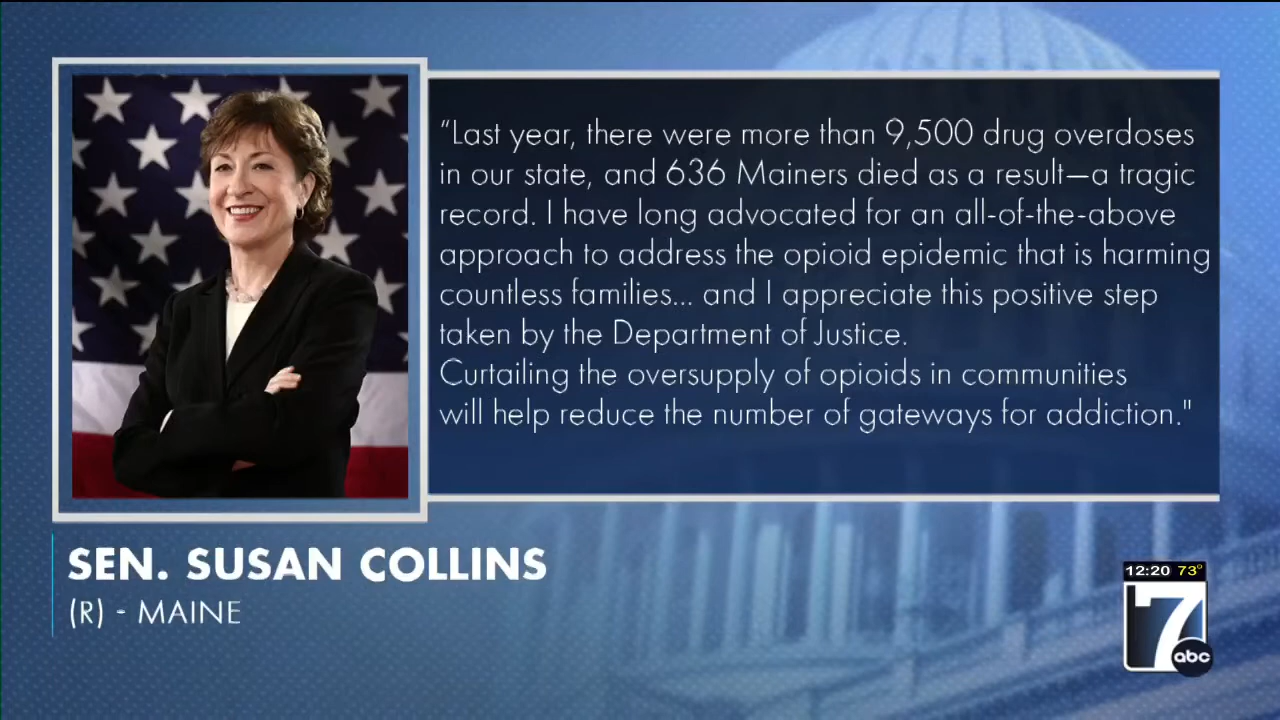 “Last year, there were more than 9,500 drug overdoses
in our state, and 636 Mainers died as a result—a tragic
record. I have long advocated for an all-of-the-above
approach to address the opioid epidemic that is harming
countless families... and I appreciate this positive step
taken by the Department of Justice.
Curtailing the oversupply of opioids in communities
will help reduce the number of gateways for addiction."
SEN. SUSAN COLLINS
(R) - MAINE
12:20 73°
7
abc